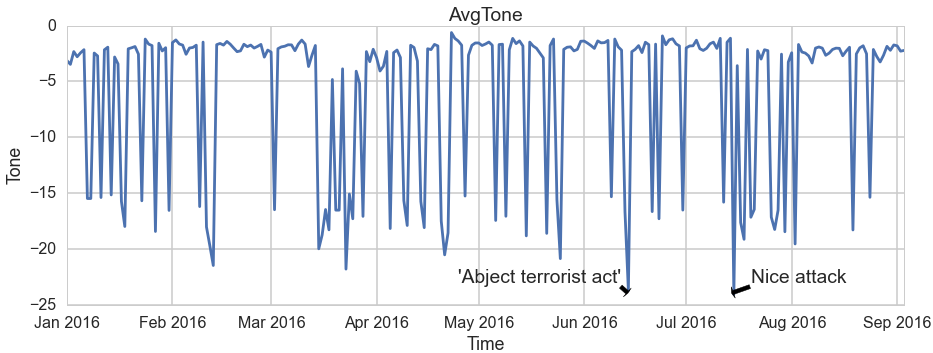 AvgTone
0
−5
−10
−15
−20
−25
Tone
'Abject terrorist act'
Nice attack
Jan 2016 Feb 2016 Mar 2016 Apr 2016 May 2016 Jun 2016 Jul 2016 Aug 2016 Sep 2016
Time